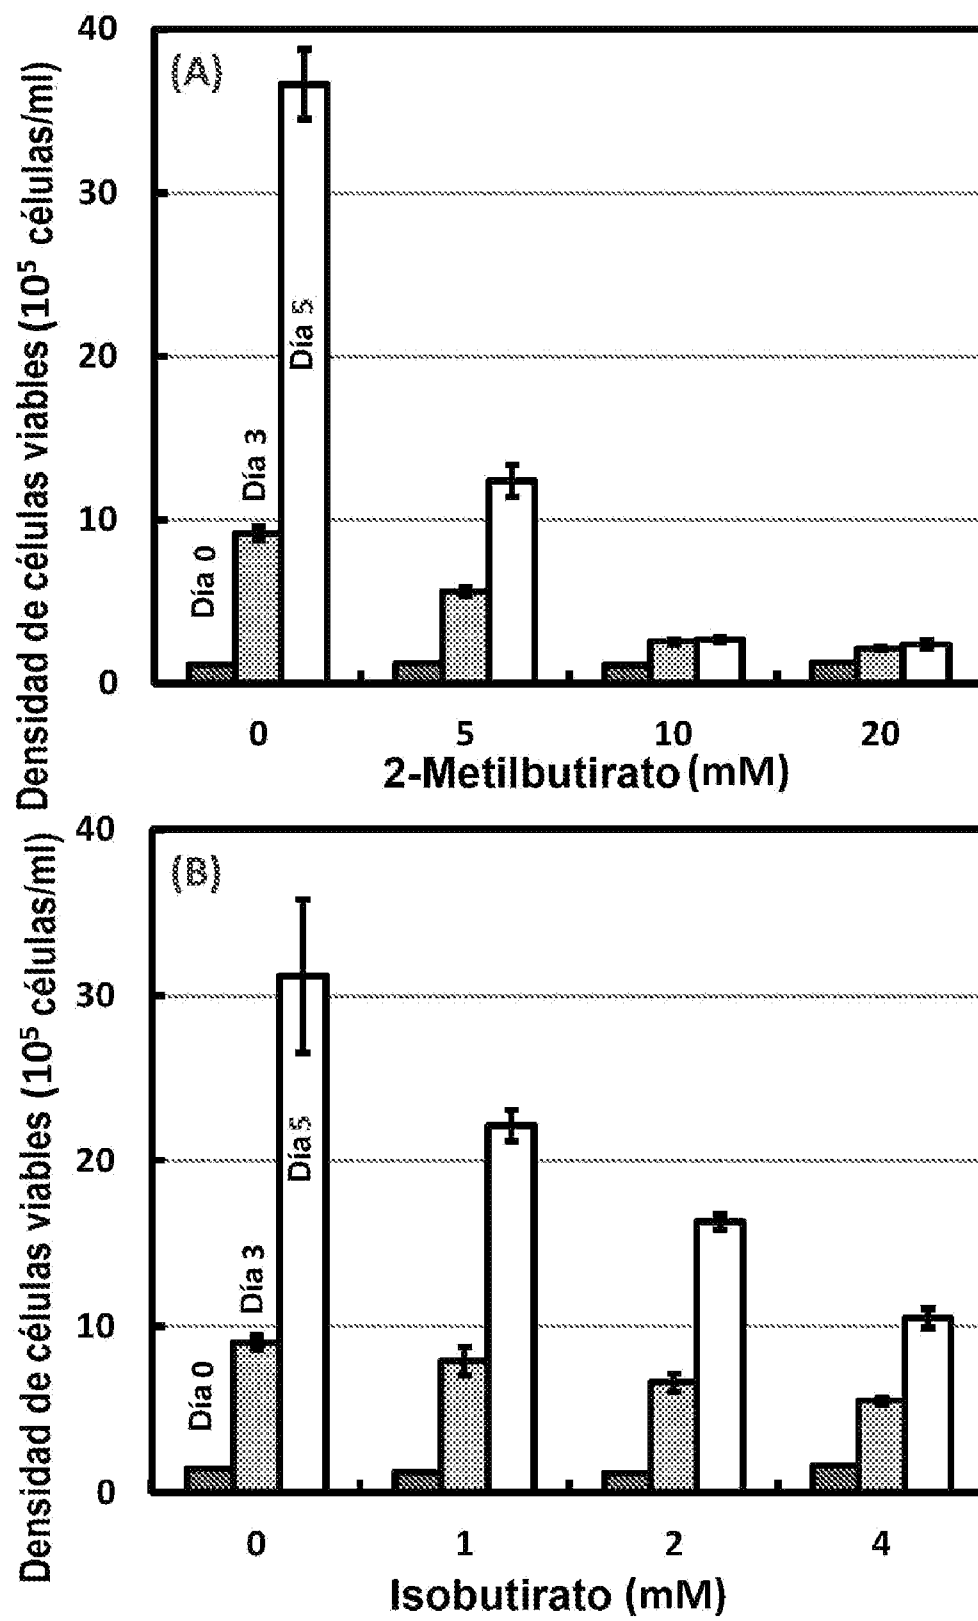 (A)
Densidad de células viables (10⁵ células/ml)
40
30
20
10
0
Día 0
Día 3
Día 5
0 5 10 20
2-Metilbutirato (mM)
(B)
Densidad de células viables (10⁵ células/ml)
40
30
20
10
0
Día 0
Día 3
Día 5
0 1 2 4
Isobutirato (mM)